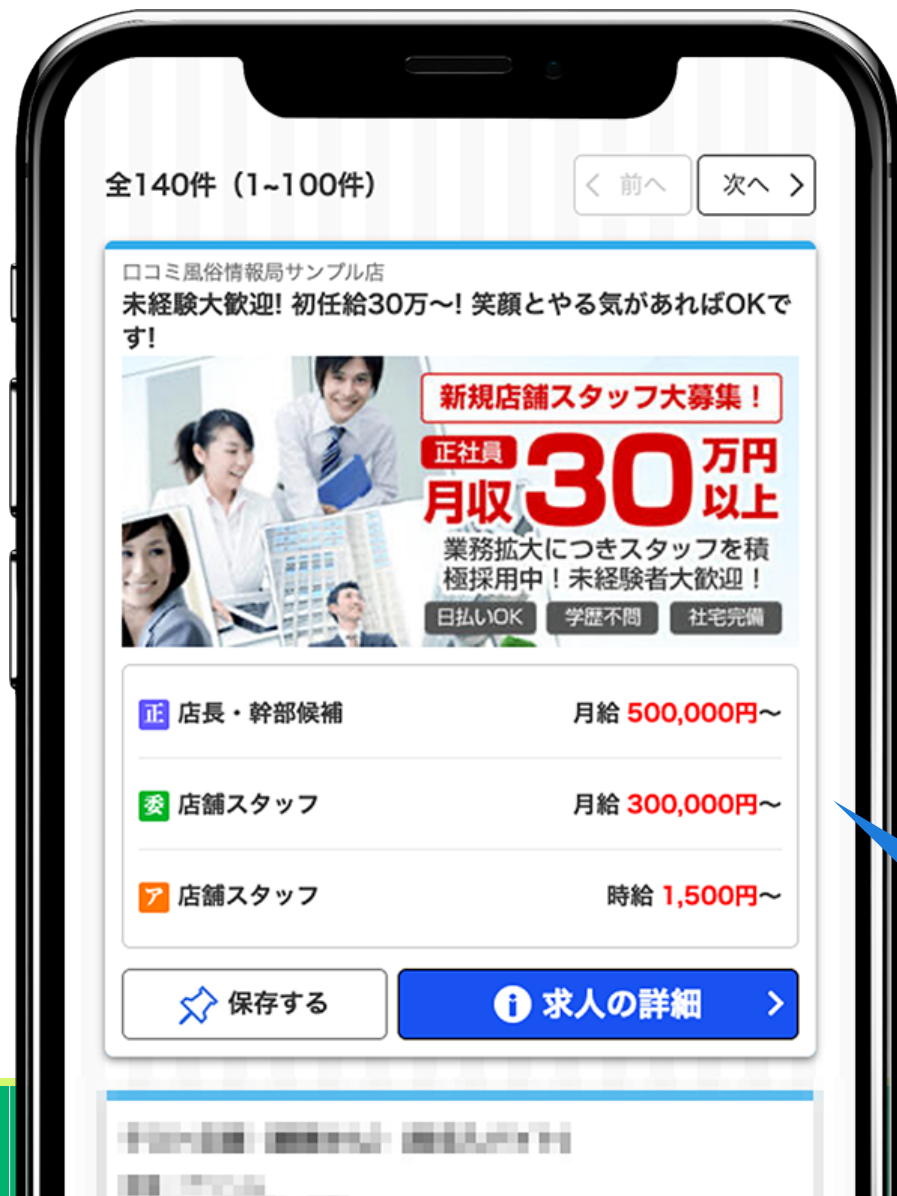 全140件（1~100件）
前へ
次へ
口コミ風俗情報局サンプル店
未経験大歓迎! 初任給30万〜! 笑顔とやる気があればOKで
す!
新規店舗スタッフ大募集！
正社員
月収30万円以上
業務拡大につきスタッフを積
極採用中！未経験者大歓迎！
日払いOK 学歴不問 社宅完備
正 店長・幹部候補 月給 500,000円〜
委 店舗スタッフ 月給 300,000円〜
ア 店舗スタッフ 時給 1,500円〜
保存する
求人の詳細